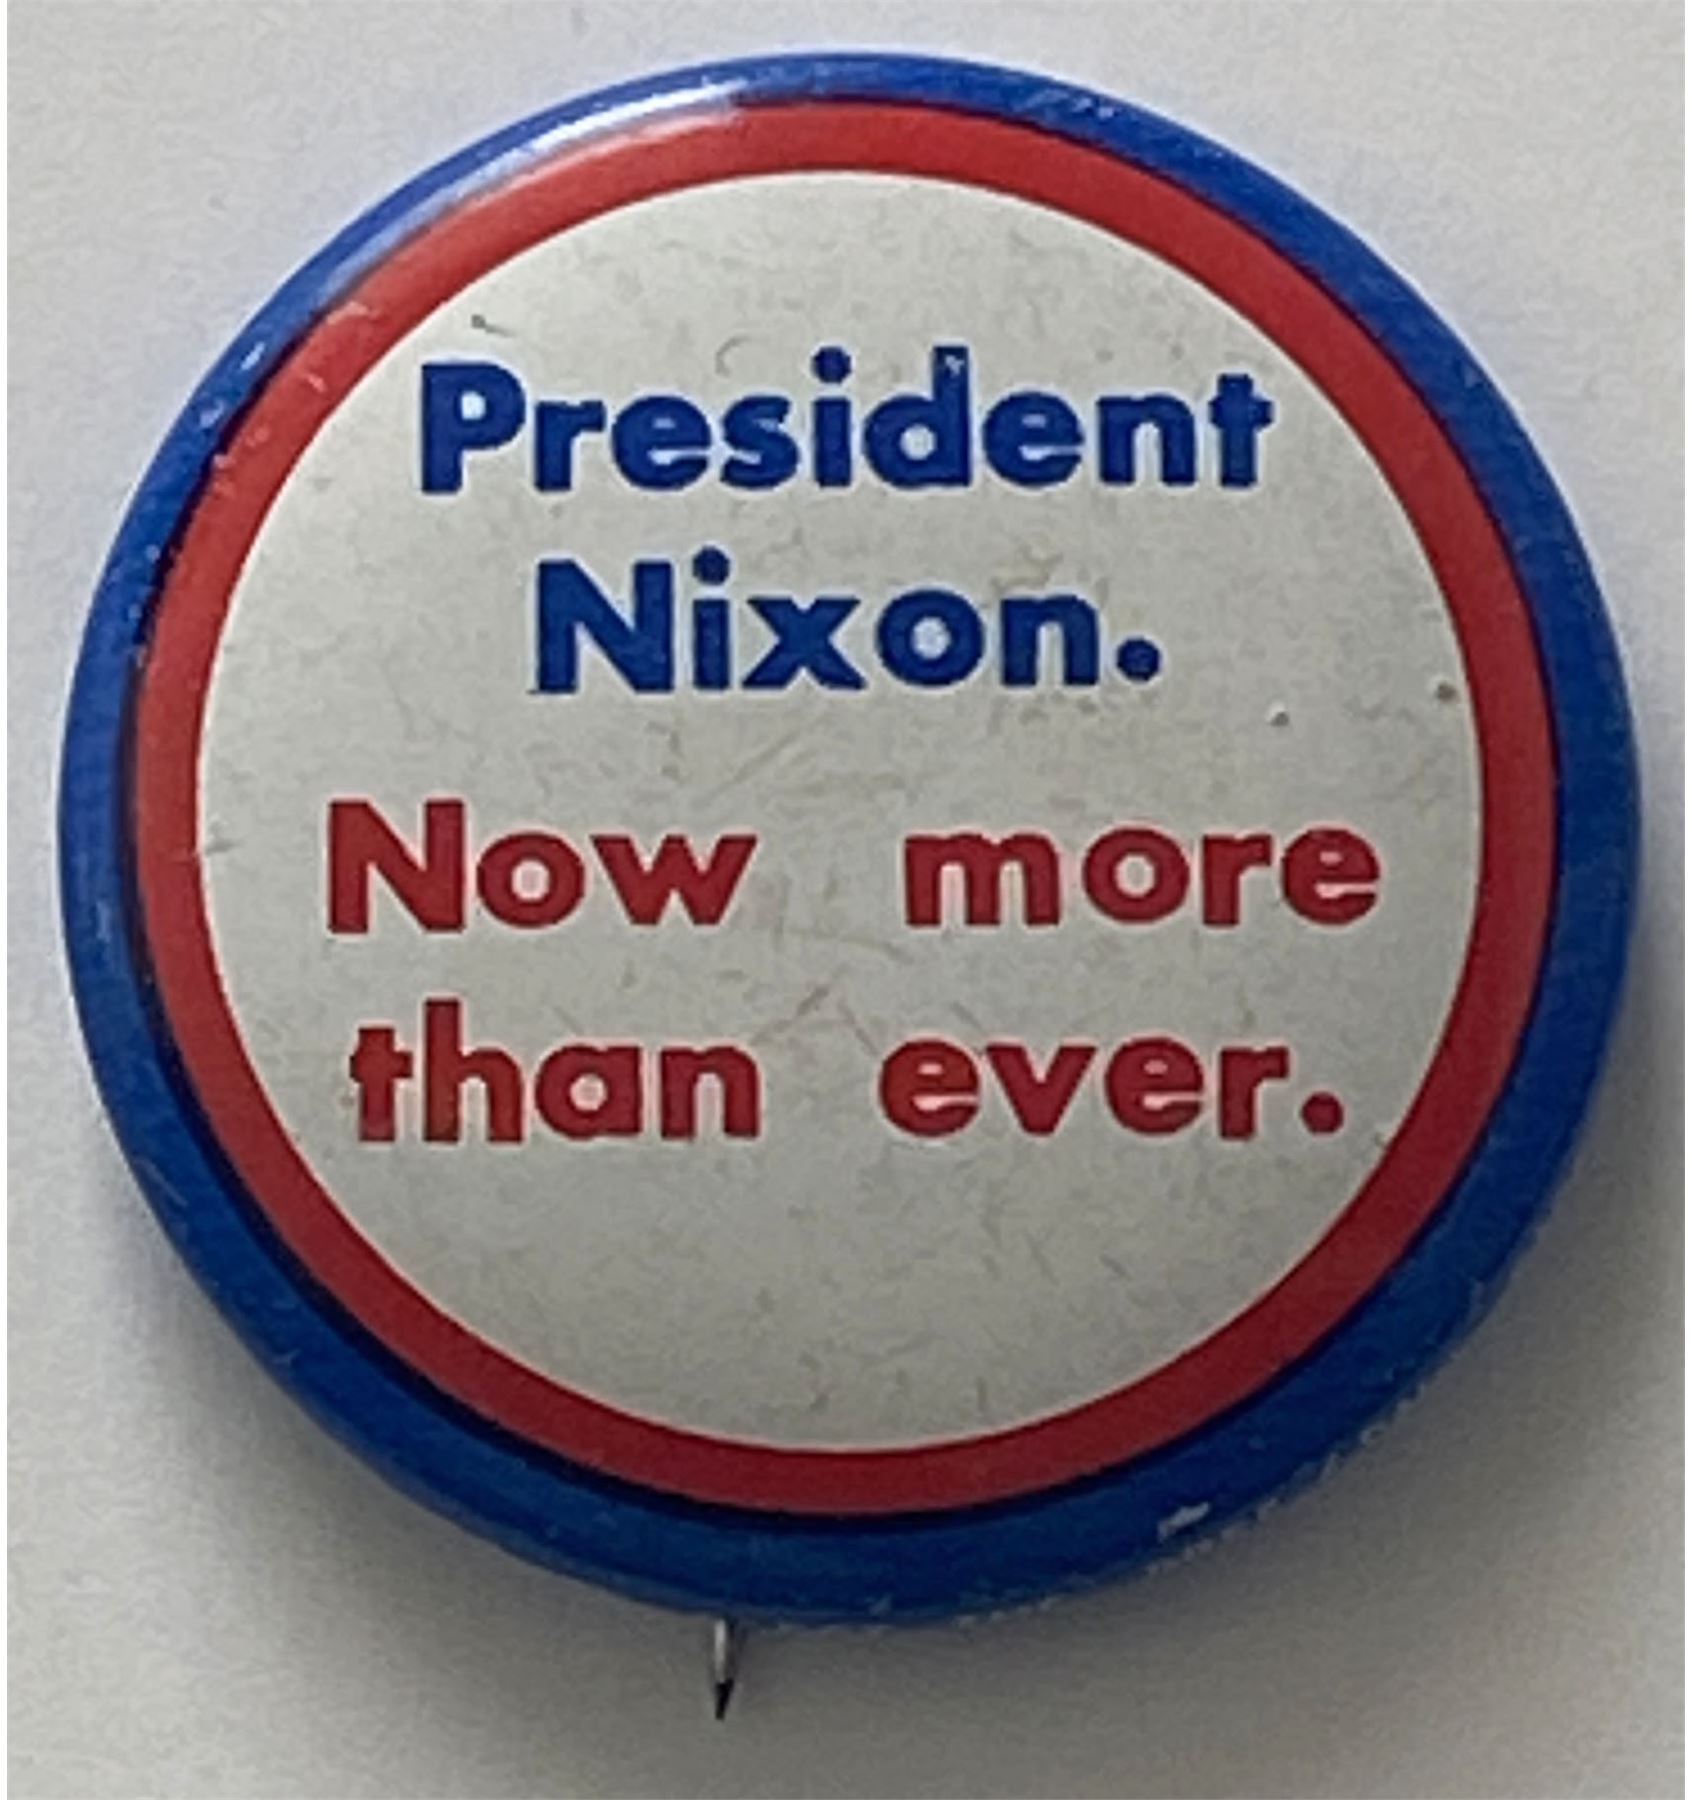 President
Nixon.
Now more
than ever.